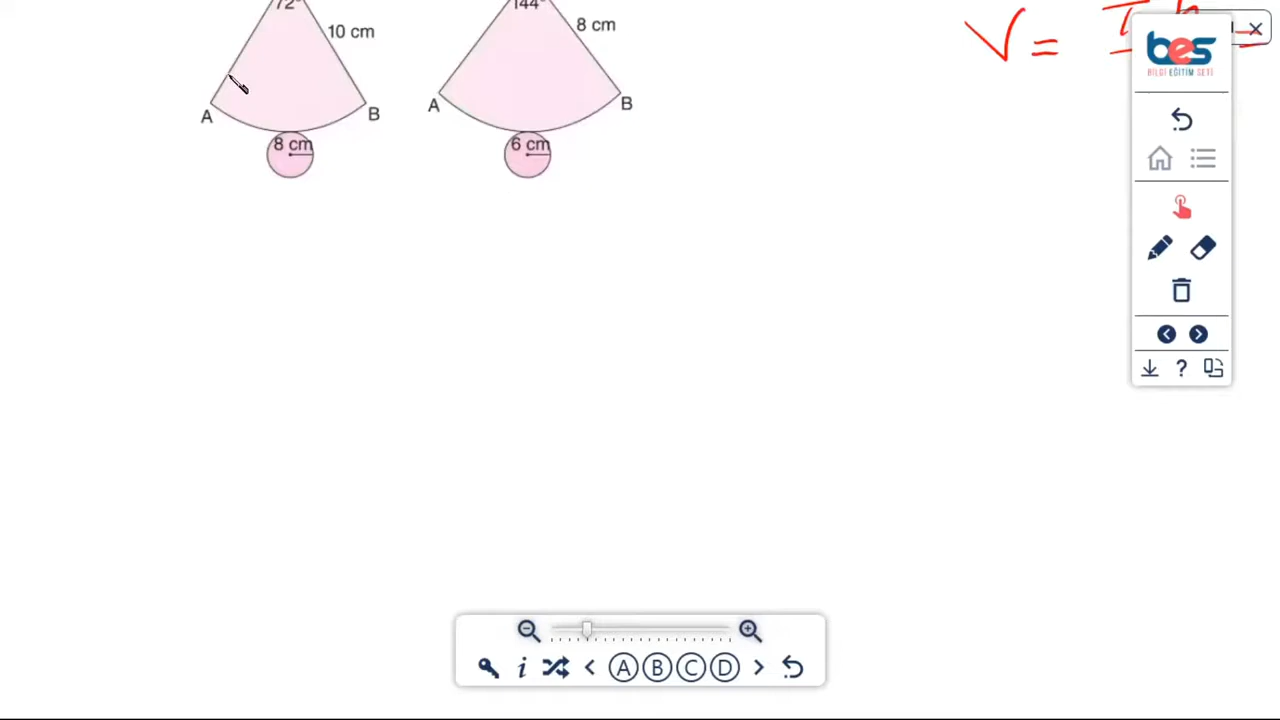 72° 144°
10 cm 8 cm
A B A B
8 cm 6 cm
V =
bes
BİLGİ EĞİTİM SETİ
?
i A B C D